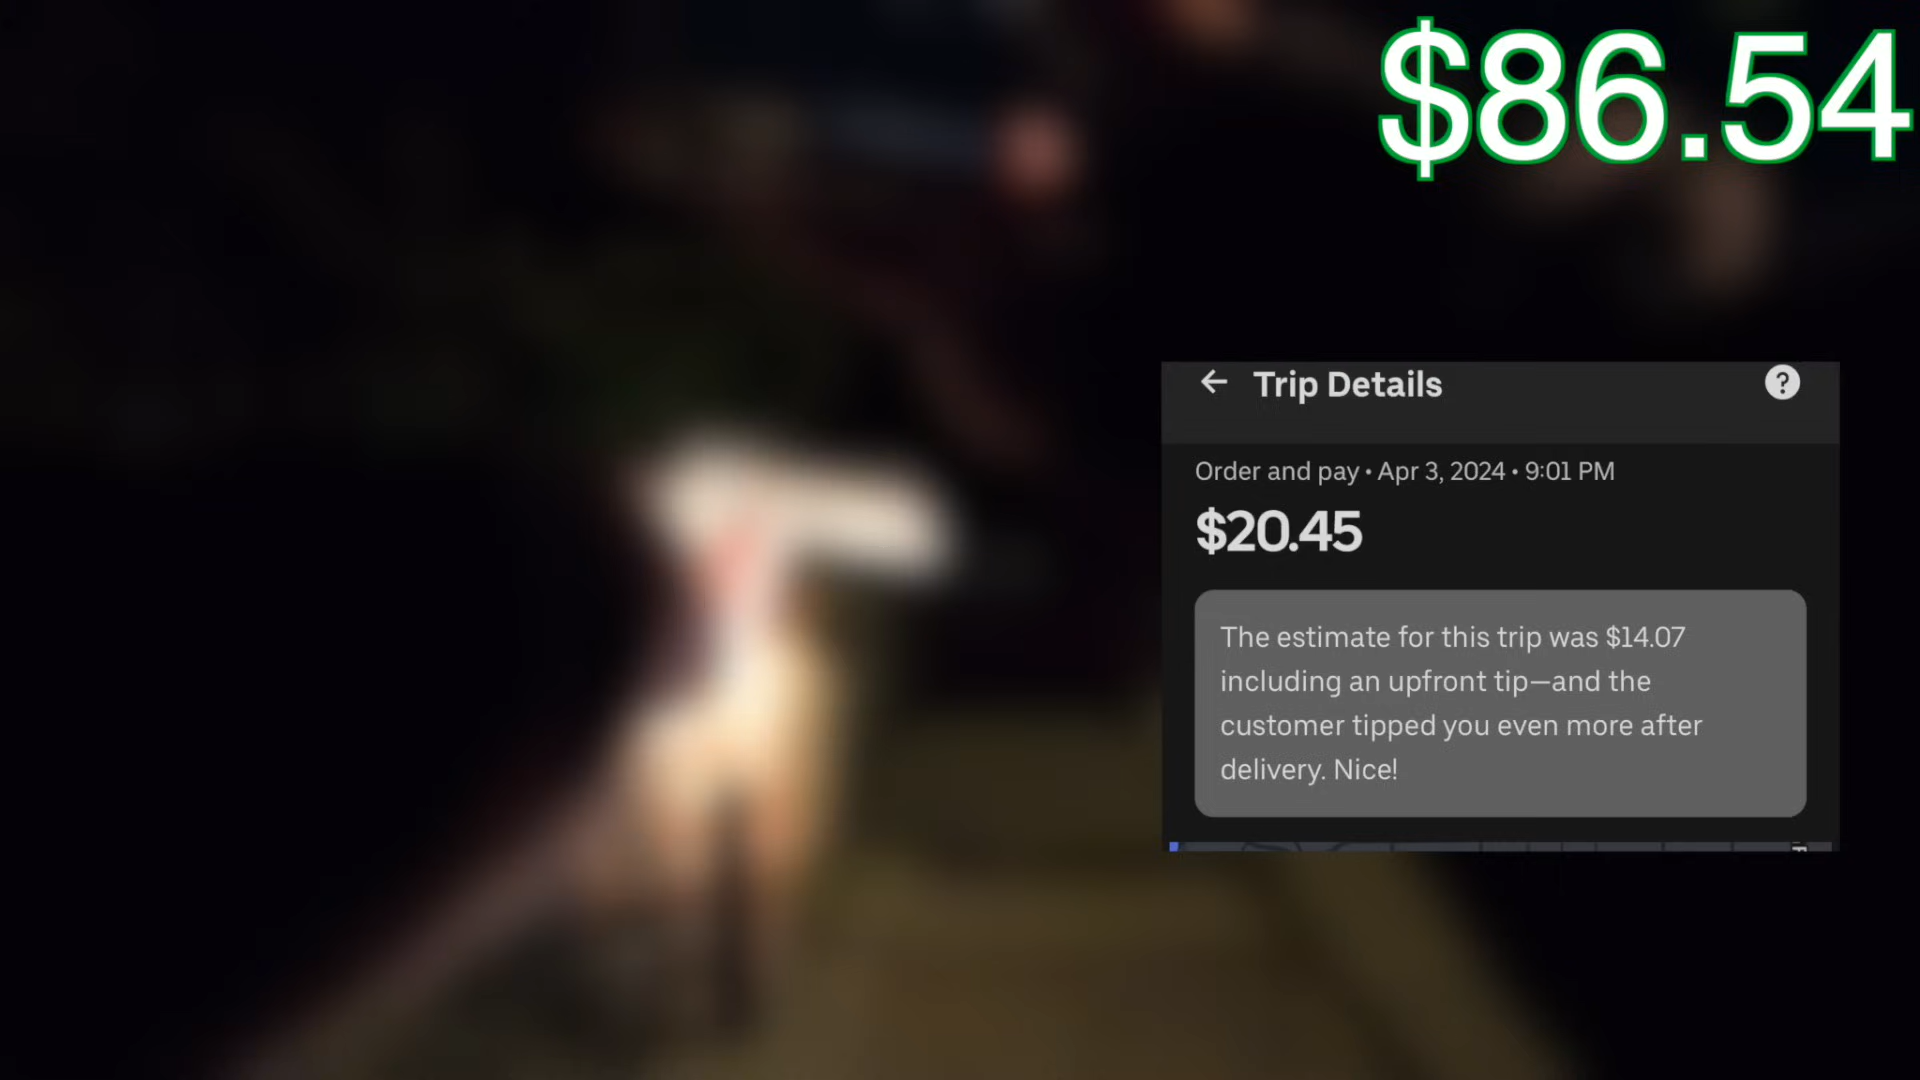 $86.54
Trip Details
Order and pay • Apr 3, 2024 • 9:01 PM
$20.45
The estimate for this trip was $14.07
including an upfront tip—and the
customer tipped you even more after
delivery. Nice!